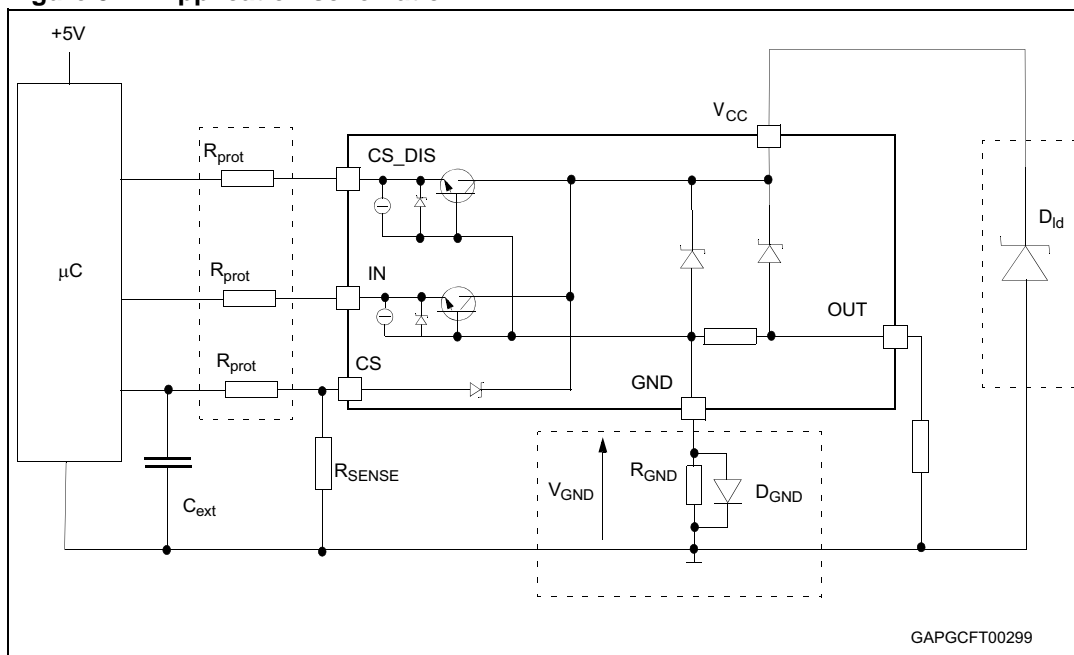 +5V
V_CC
R_prot
CS_DIS
D_ld
µC
R_prot
IN
OUT
R_prot
CS
GND
R_SENSE
V_GND
R_GND
D_GND
C_ext
GAPGCFT00299